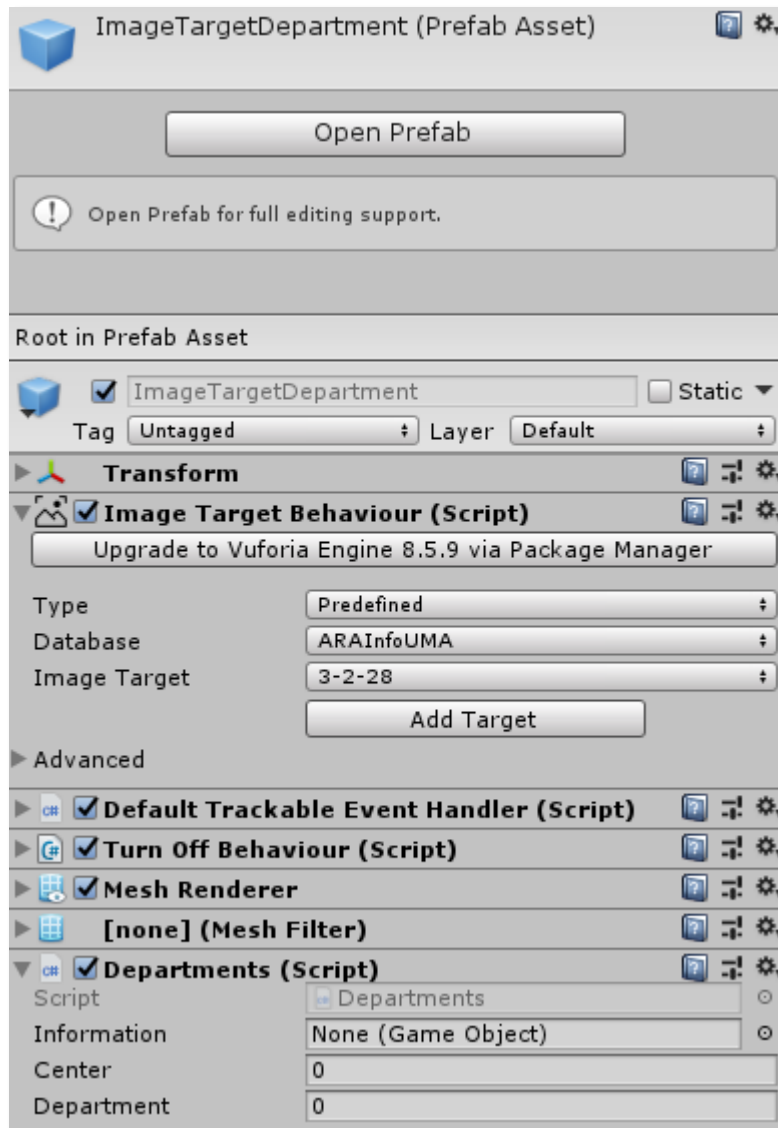 ImageTargetDepartment (Prefab Asset)
Open Prefab
Open Prefab for full editing support.
Root in Prefab Asset
ImageTargetDepartment Static
Tag Untagged Layer Default
Transform
Image Target Behaviour (Script)
Upgrade to Vuforia Engine 8.5.9 via Package Manager
Type Predefined
Database ARAInfoUMA
Image Target 3-2-28
Add Target
Advanced
Default Trackable Event Handler (Script)
Turn Off Behaviour (Script)
Mesh Renderer
[none] (Mesh Filter)
Departments (Script)
Script Departments
Information None (Game Object)
Center 0
Department 0